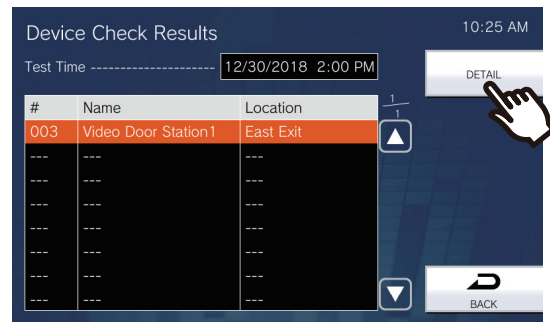 Device Check Results
10:25 AM
Test Time --------------------- 12/30/2018 2:00 PM
DETAIL
# Name Location
1
1
003 Video Door Station1 East Exit
--- --- ---
--- --- ---
--- --- ---
--- --- ---
--- --- ---
--- --- ---
--- --- ---
BACK